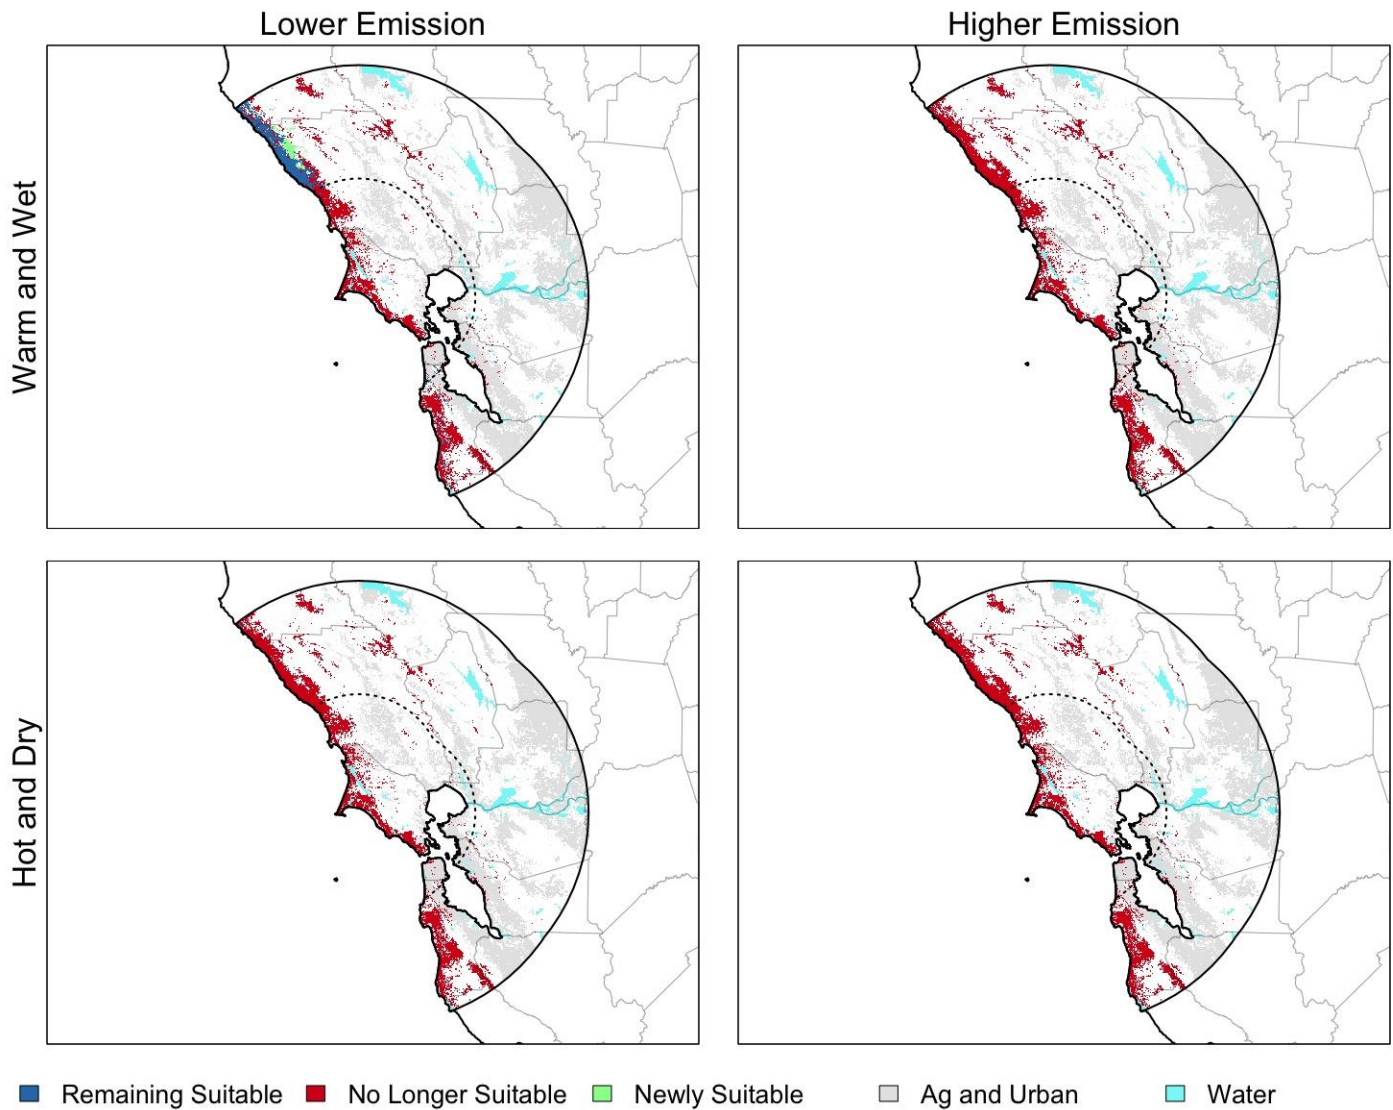 Lower Emission
Higher Emission
Warm and Wet
Hot and Dry
Remaining Suitable
No Longer Suitable
Newly Suitable
Ag and Urban
Water